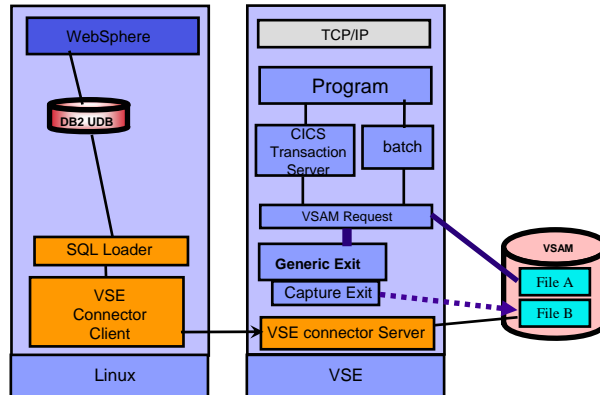 WebSphere
DB2 UDB
SQL Loader
VSE
Connector
Client
Linux
TCP/IP
Program
CICS
Transaction
Server
batch
VSAM Request
Generic Exit
Capture Exit
VSE connector Server
VSE
VSAM
File A
File B